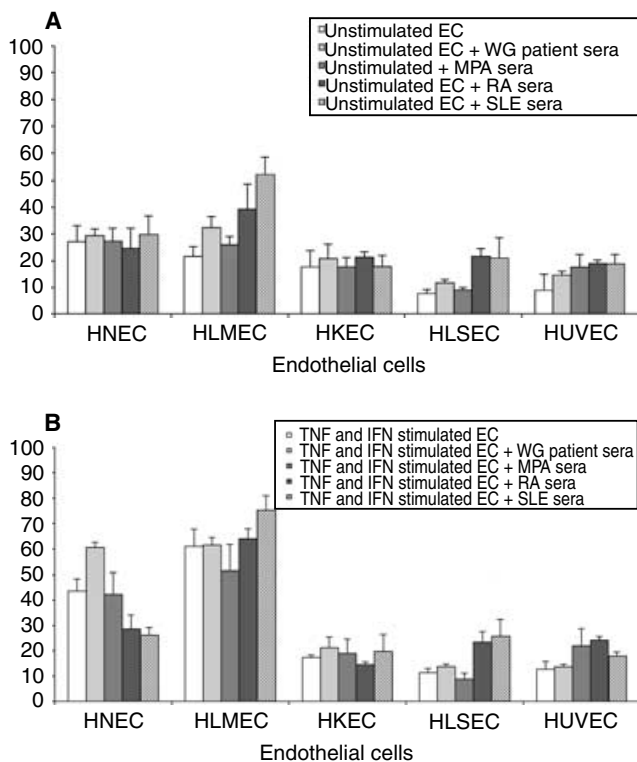 A
Unstimulated EC
Unstimulated EC + WG patient sera
Unstimulated + MPA sera
Unstimulated EC + RA sera
Unstimulated EC + SLE sera
100
90
80
70
60
50
40
30
20
10
0
HNEC HLMEC HKEC HLSEC HUVEC
Endothelial cells
B
TNF and IFN stimulated EC
TNF and IFN stimulated EC + WG patient sera
TNF and IFN stimulated EC + MPA sera
TNF and IFN stimulated EC + RA sera
TNF and IFN stimulated EC + SLE sera
100
90
80
70
60
50
40
30
20
10
0
HNEC HLMEC HKEC HLSEC HUVEC
Endothelial cells